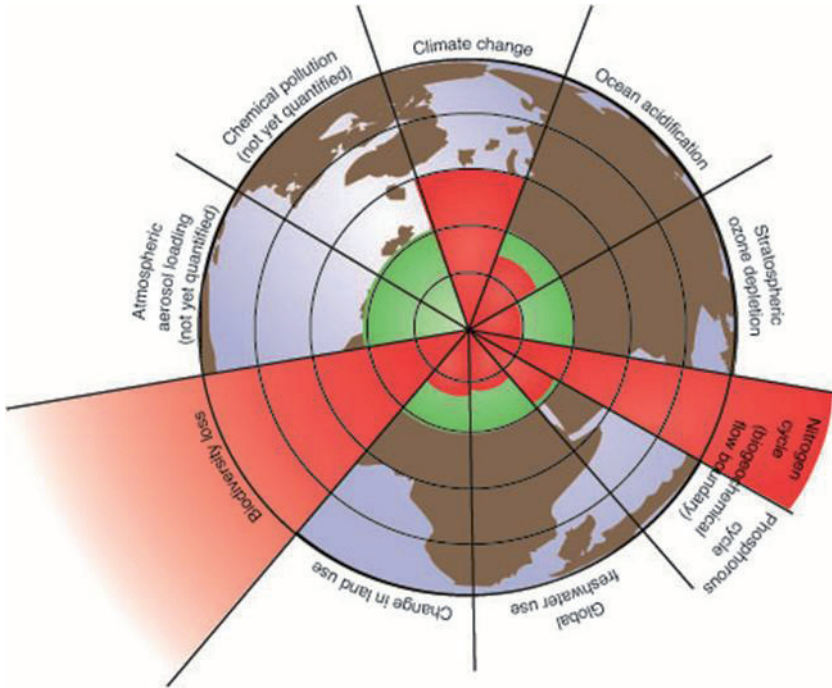 Climate change
Ocean acidification
Stratospheric
ozone depletion
Nitrogen
cycle
(biogeochemical
flow boundary)
Phosphorous
cycle
Global
freshwater use
Change in land use
Biodiversity loss
Atmospheric
aerosol loading
(not yet quantified)
Chemical pollution
(not yet quantified)